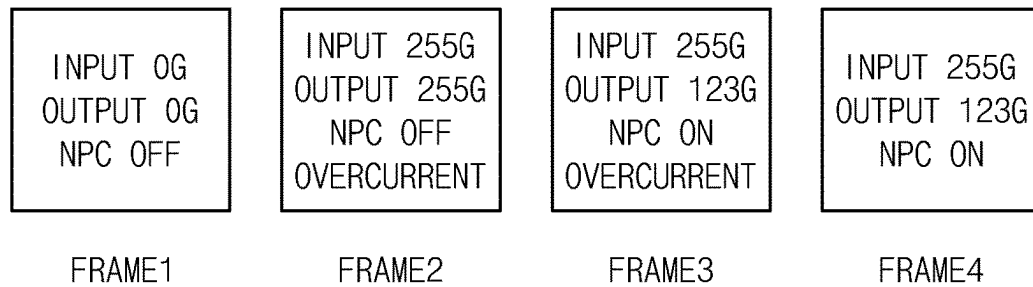 INPUT 0G
OUTPUT 0G
NPC OFF
INPUT 255G
OUTPUT 255G
NPC OFF
OVERCURRENT
INPUT 255G
OUTPUT 123G
NPC ON
OVERCURRENT
INPUT 255G
OUTPUT 123G
NPC ON
FRAME1
FRAME2
FRAME3
FRAME4